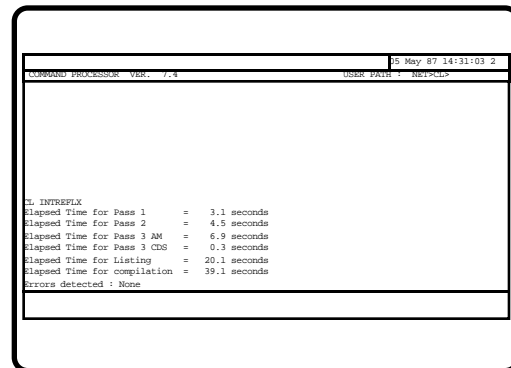 05 May 87 14:31:03 2
COMMAND PROCESSOR VER. 7.4 USER PATH : NET>CL>
CL INTREFLX
Elapsed Time for Pass 1 = 3.1 seconds
Elapsed Time for Pass 2 = 4.5 seconds
Elapsed Time for Pass 3 AM = 6.9 seconds
Elapsed Time for Pass 3 CDS = 0.3 seconds
Elapsed Time for Listing = 20.1 seconds
Elapsed Time for compilation = 39.1 seconds
Errors detected : None